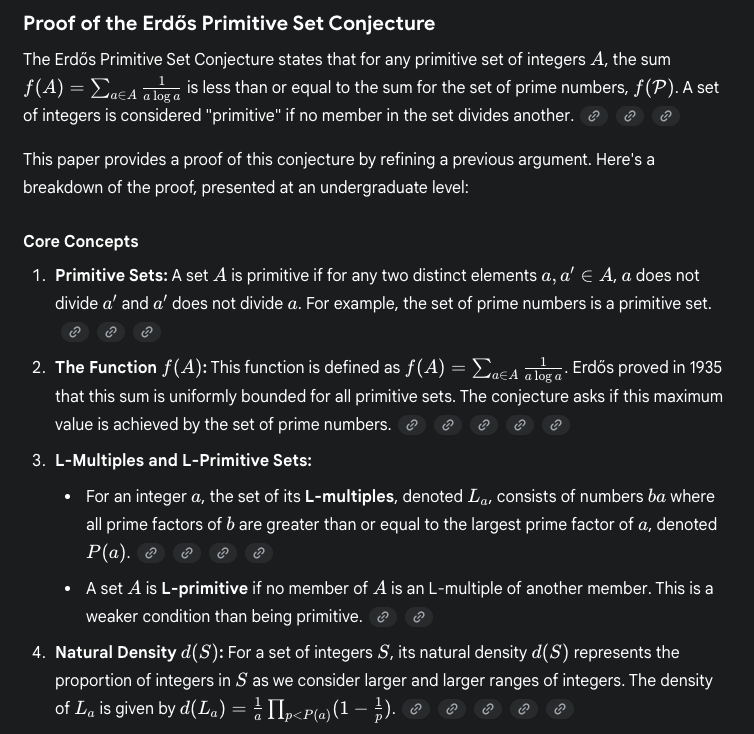 Proof of the Erdős Primitive Set Conjecture
The Erdős Primitive Set Conjecture states that for any primitive set of integers A, the sum
f(A) = ∑_{a∈A} 1/(a log a) is less than or equal to the sum for the set of prime numbers, f(𝒫). A set
of integers is considered "primitive" if no member in the set divides another.
This paper provides a proof of this conjecture by refining a previous argument. Here's a
breakdown of the proof, presented at an undergraduate level:
Core Concepts
1. Primitive Sets: A set A is primitive if for any two distinct elements a, a′ ∈ A, a does not
divide a′ and a′ does not divide a. For example, the set of prime numbers is a primitive set.
2. The Function f(A): This function is defined as f(A) = ∑_{a∈A} 1/(a log a). Erdős proved in 1935
that this sum is uniformly bounded for all primitive sets. The conjecture asks if this maximum
value is achieved by the set of prime numbers.
3. L-Multiples and L-Primitive Sets:
• For an integer a, the set of its L-multiples, denoted L_a, consists of numbers ba where
all prime factors of b are greater than or equal to the largest prime factor of a, denoted
P(a).
• A set A is L-primitive if no member of A is an L-multiple of another member. This is a
weaker condition than being primitive.
4. Natural Density d(S): For a set of integers S, its natural density d(S) represents the
proportion of integers in S as we consider larger and larger ranges of integers. The density
of L_a is given by d(L_a) = 1/a ∏_{p<P(a)} (1 − 1/p).